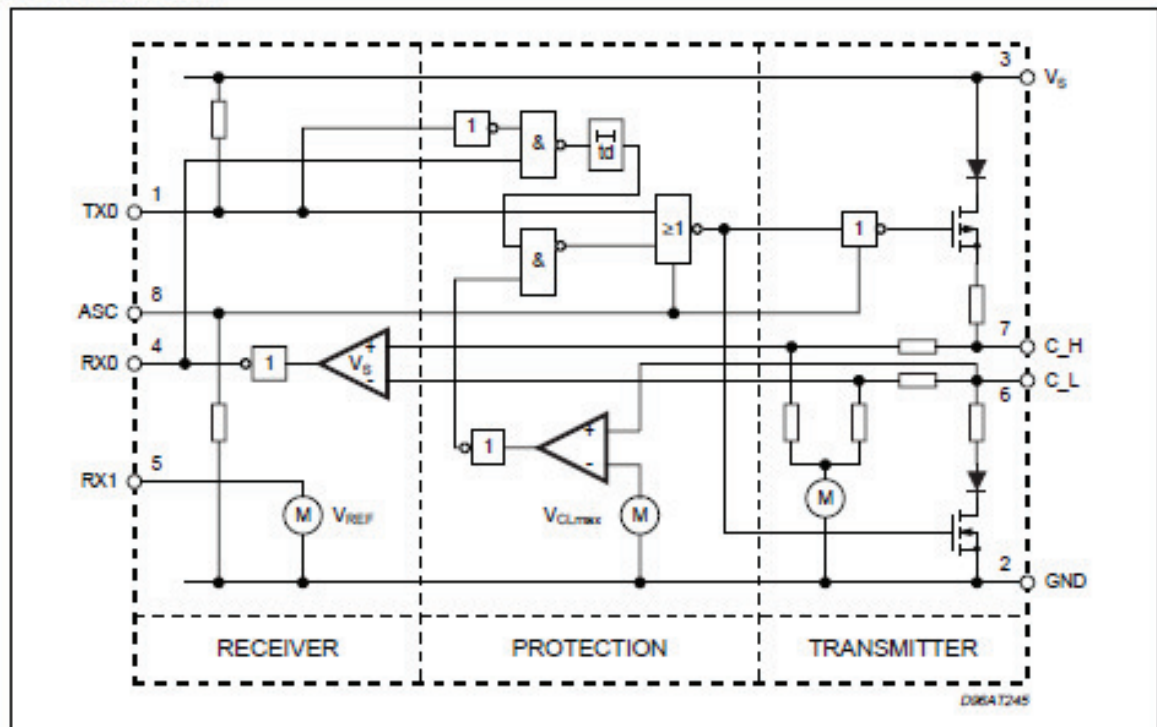 3
V_S
1
&
td
1
TX0
≥1
1
&
8
ASC
7
4
C_H
RX0
1
+
V_S
-
C_L
6
+
1
-
5
RX1
M
M
V_REF
V_CLmax
M
2
GND
RECEIVER
PROTECTION
TRANSMITTER
D96AT245